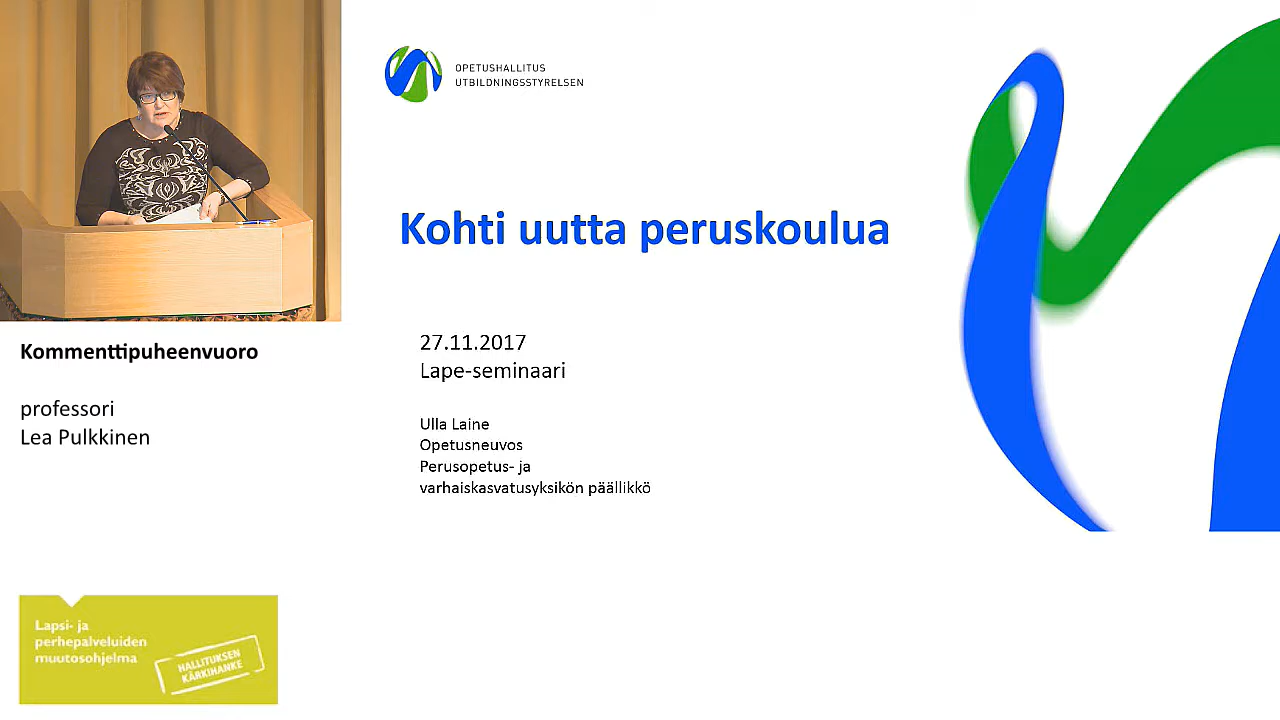 OPETUSHALLITUS
UTBILDNINGSSTYRELSEN
Kohti uutta peruskoulua
27.11.2017
Lape-seminaari
Ulla Laine
Opetusneuvos
Perusopetus- ja
varhaiskasvatusyksikön päällikkö
Kommenttipuheenvuoro
professori
Lea Pulkkinen
Lapsi- ja
perhepalveluiden
muutosohjelma
HALLITUKSEN
KÄRKIHANKE